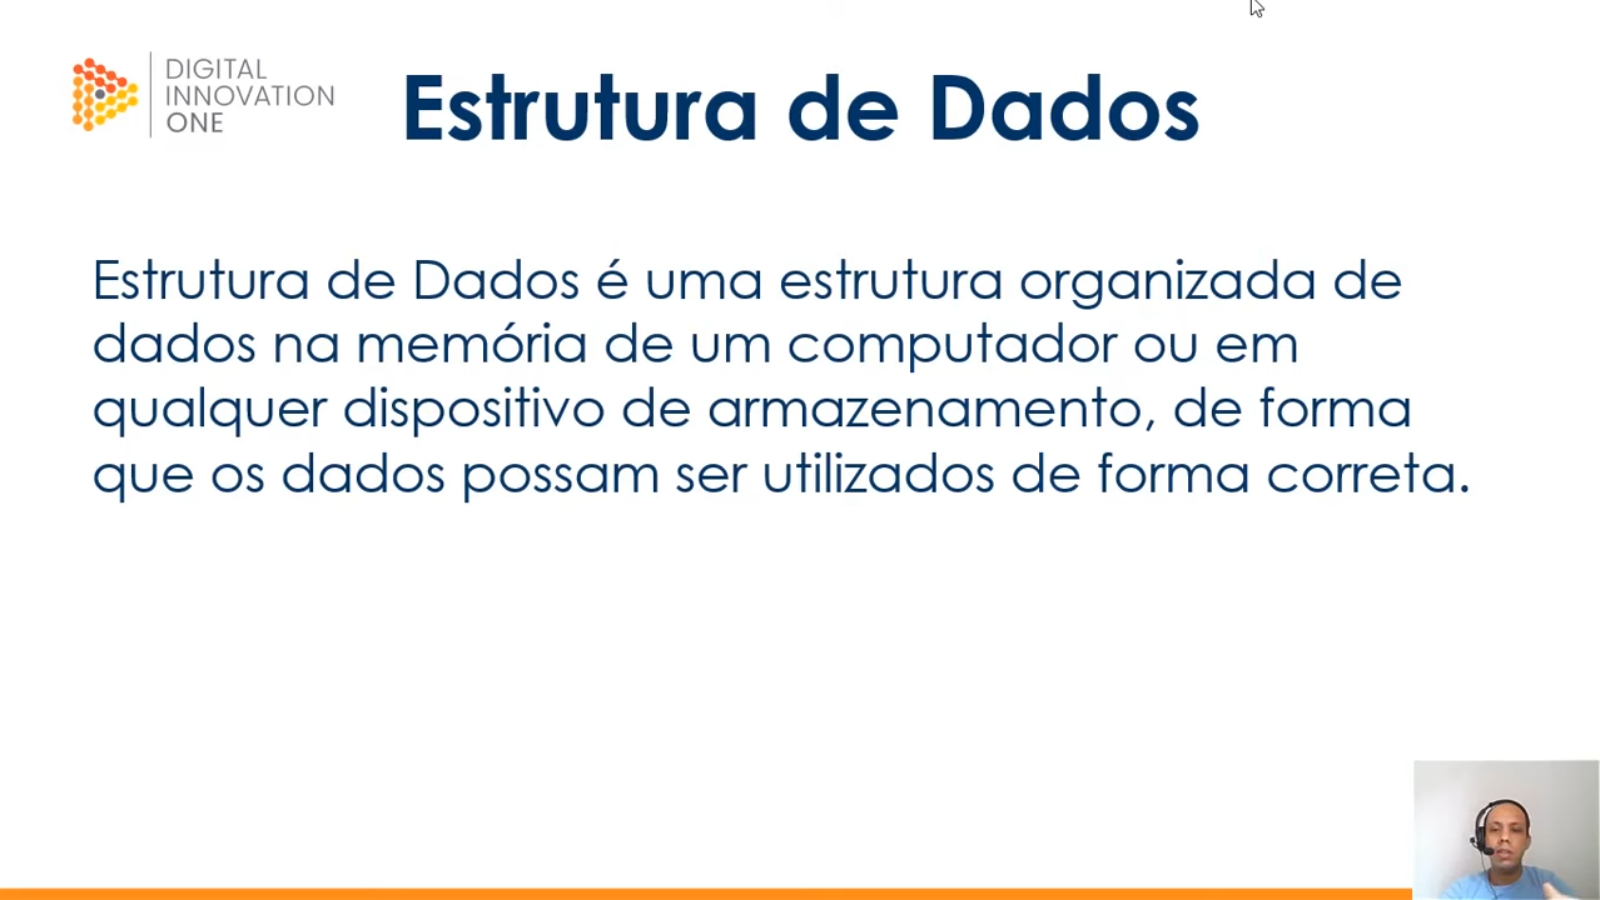 DIGITAL
INNOVATION
ONE
Estrutura de Dados
Estrutura de Dados é uma estrutura organizada de
dados na memória de um computador ou em
qualquer dispositivo de armazenamento, de forma
que os dados possam ser utilizados de forma correta.